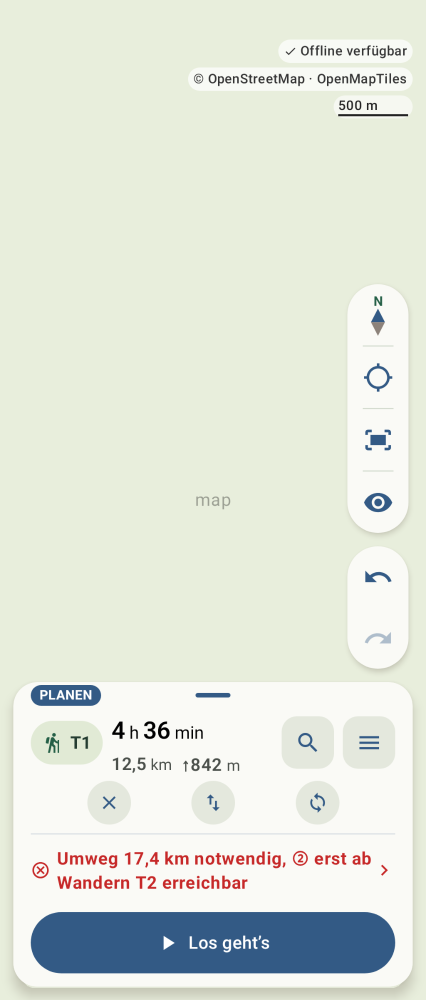 ✓ Offline verfügbar
© OpenStreetMap · OpenMapTiles
500 m
N
map
PLANEN
T1
4 h 36 min
12,5 km ↑842 m
Umweg 17,4 km notwendig, ② erst ab
Wandern T2 erreichbar
Los geht’s